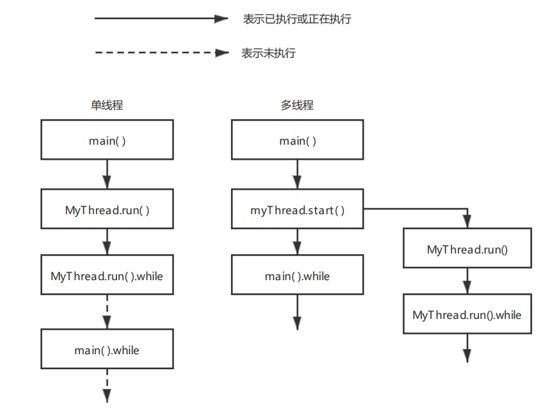 表示已执行或正在执行
表示未执行
单线程
main( )
MyThread.run( )
MyThread.run( ).while
main( ).while
多线程
main( )
myThread.start( )
main( ).while
MyThread.run()
MyThread.run().while